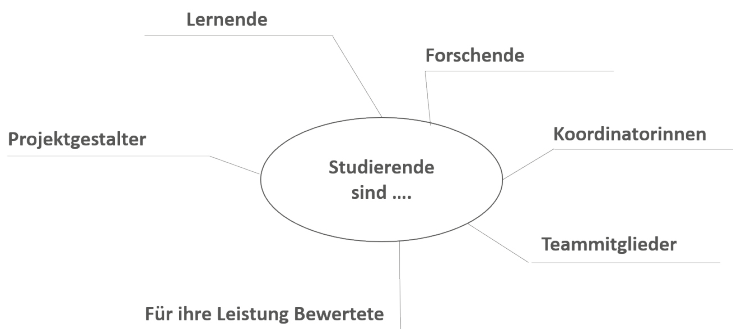 Lernende
Forschende
Projektgestalter
Koordinatorinnen
Studierende
sind ....
Teammitglieder
Für ihre Leistung Bewertete